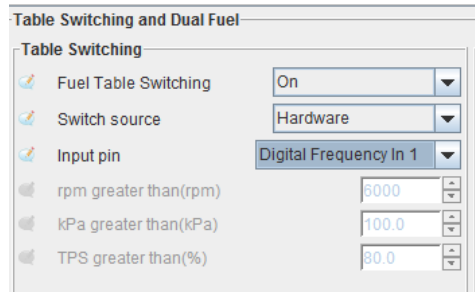 Table Switching and Dual Fuel
Table Switching
Fuel Table Switching On
Switch source Hardware
Input pin Digital Frequency In 1
rpm greater than(rpm) 6000
kPa greater than(kPa) 100.0
TPS greater than(%) 80.0